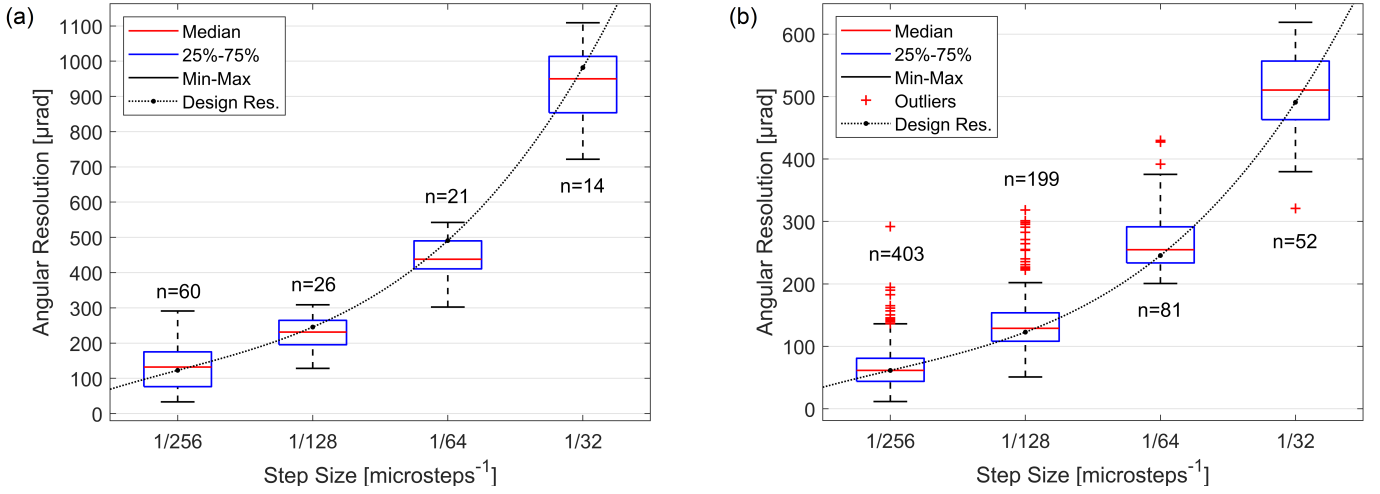 (a)
Angular Resolution [μrad]
1100
1000
900
800
700
600
500
400
300
200
100
0
Median
25%-75%
Min-Max
Design Res.
n=60
n=26
n=21
n=14
1/256
1/128
1/64
1/32
Step Size [microsteps-1]
(b)
Angular Resolution [μrad]
600
500
400
300
200
100
0
Median
25%-75%
Min-Max
Outliers
Design Res.
n=403
n=199
n=81
n=52
1/256
1/128
1/64
1/32
Step Size [microsteps-1]